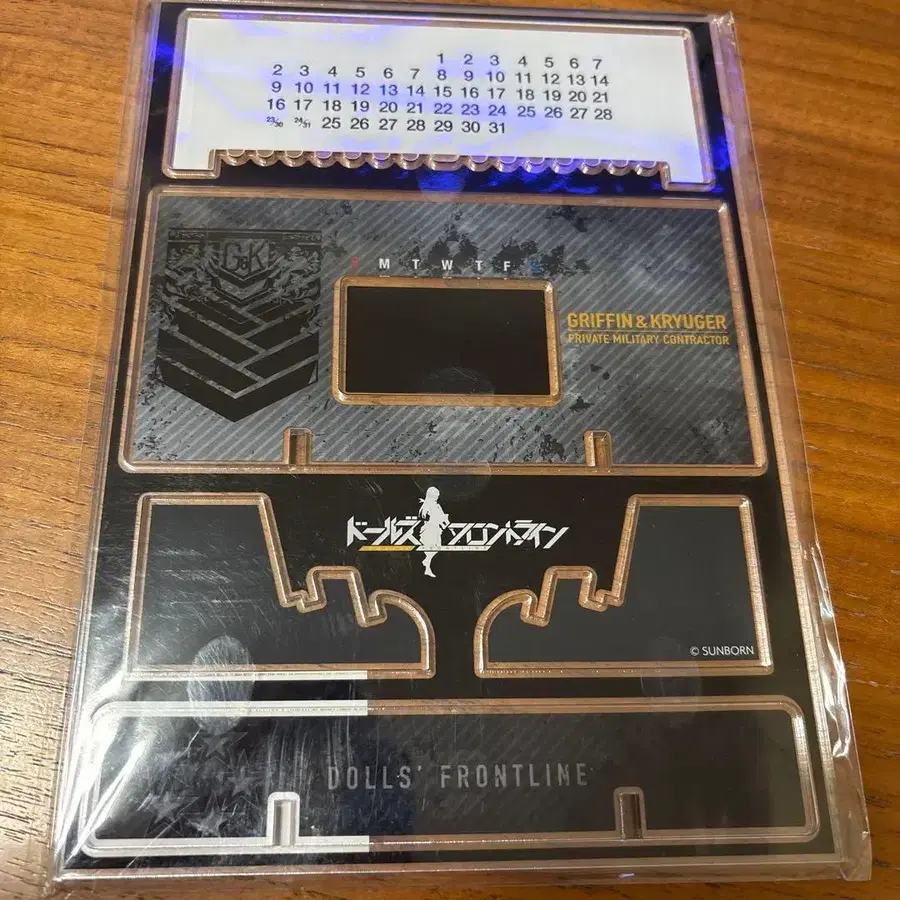 1 2 3 4 5 6 7
2 3 4 5 6 7 8 9 10 11 12 13 14
9 10 11 12 13 14 15 16 17 18 19 20 21
16 17 18 19 20 21 22 23 24 25 26 27 28
23/30 24/31 25 26 27 28 29 30 31
G&K
S M T W T F S
GRIFFIN & KRYUGER
PRIVATE MILITARY CONTRACTOR
ドールズフロントライン
© SUNBORN
DOLLS' FRONTLINE